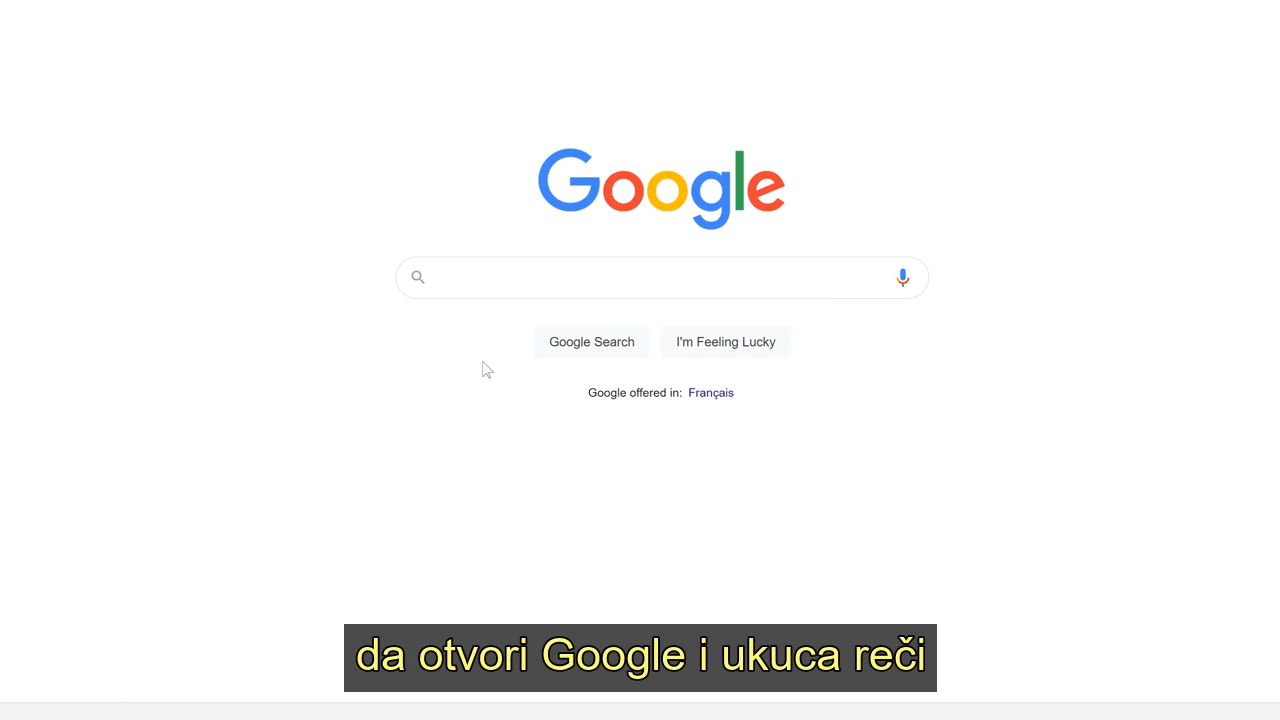 Google
Google Search I'm Feeling Lucky
Google offered in: Français
da otvori Google i ukuca reči